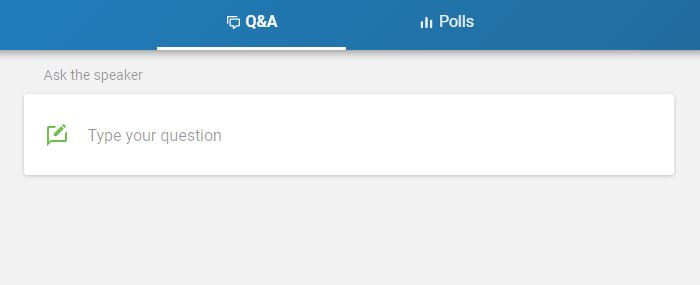 Q&A Polls
Ask the speaker
Type your question